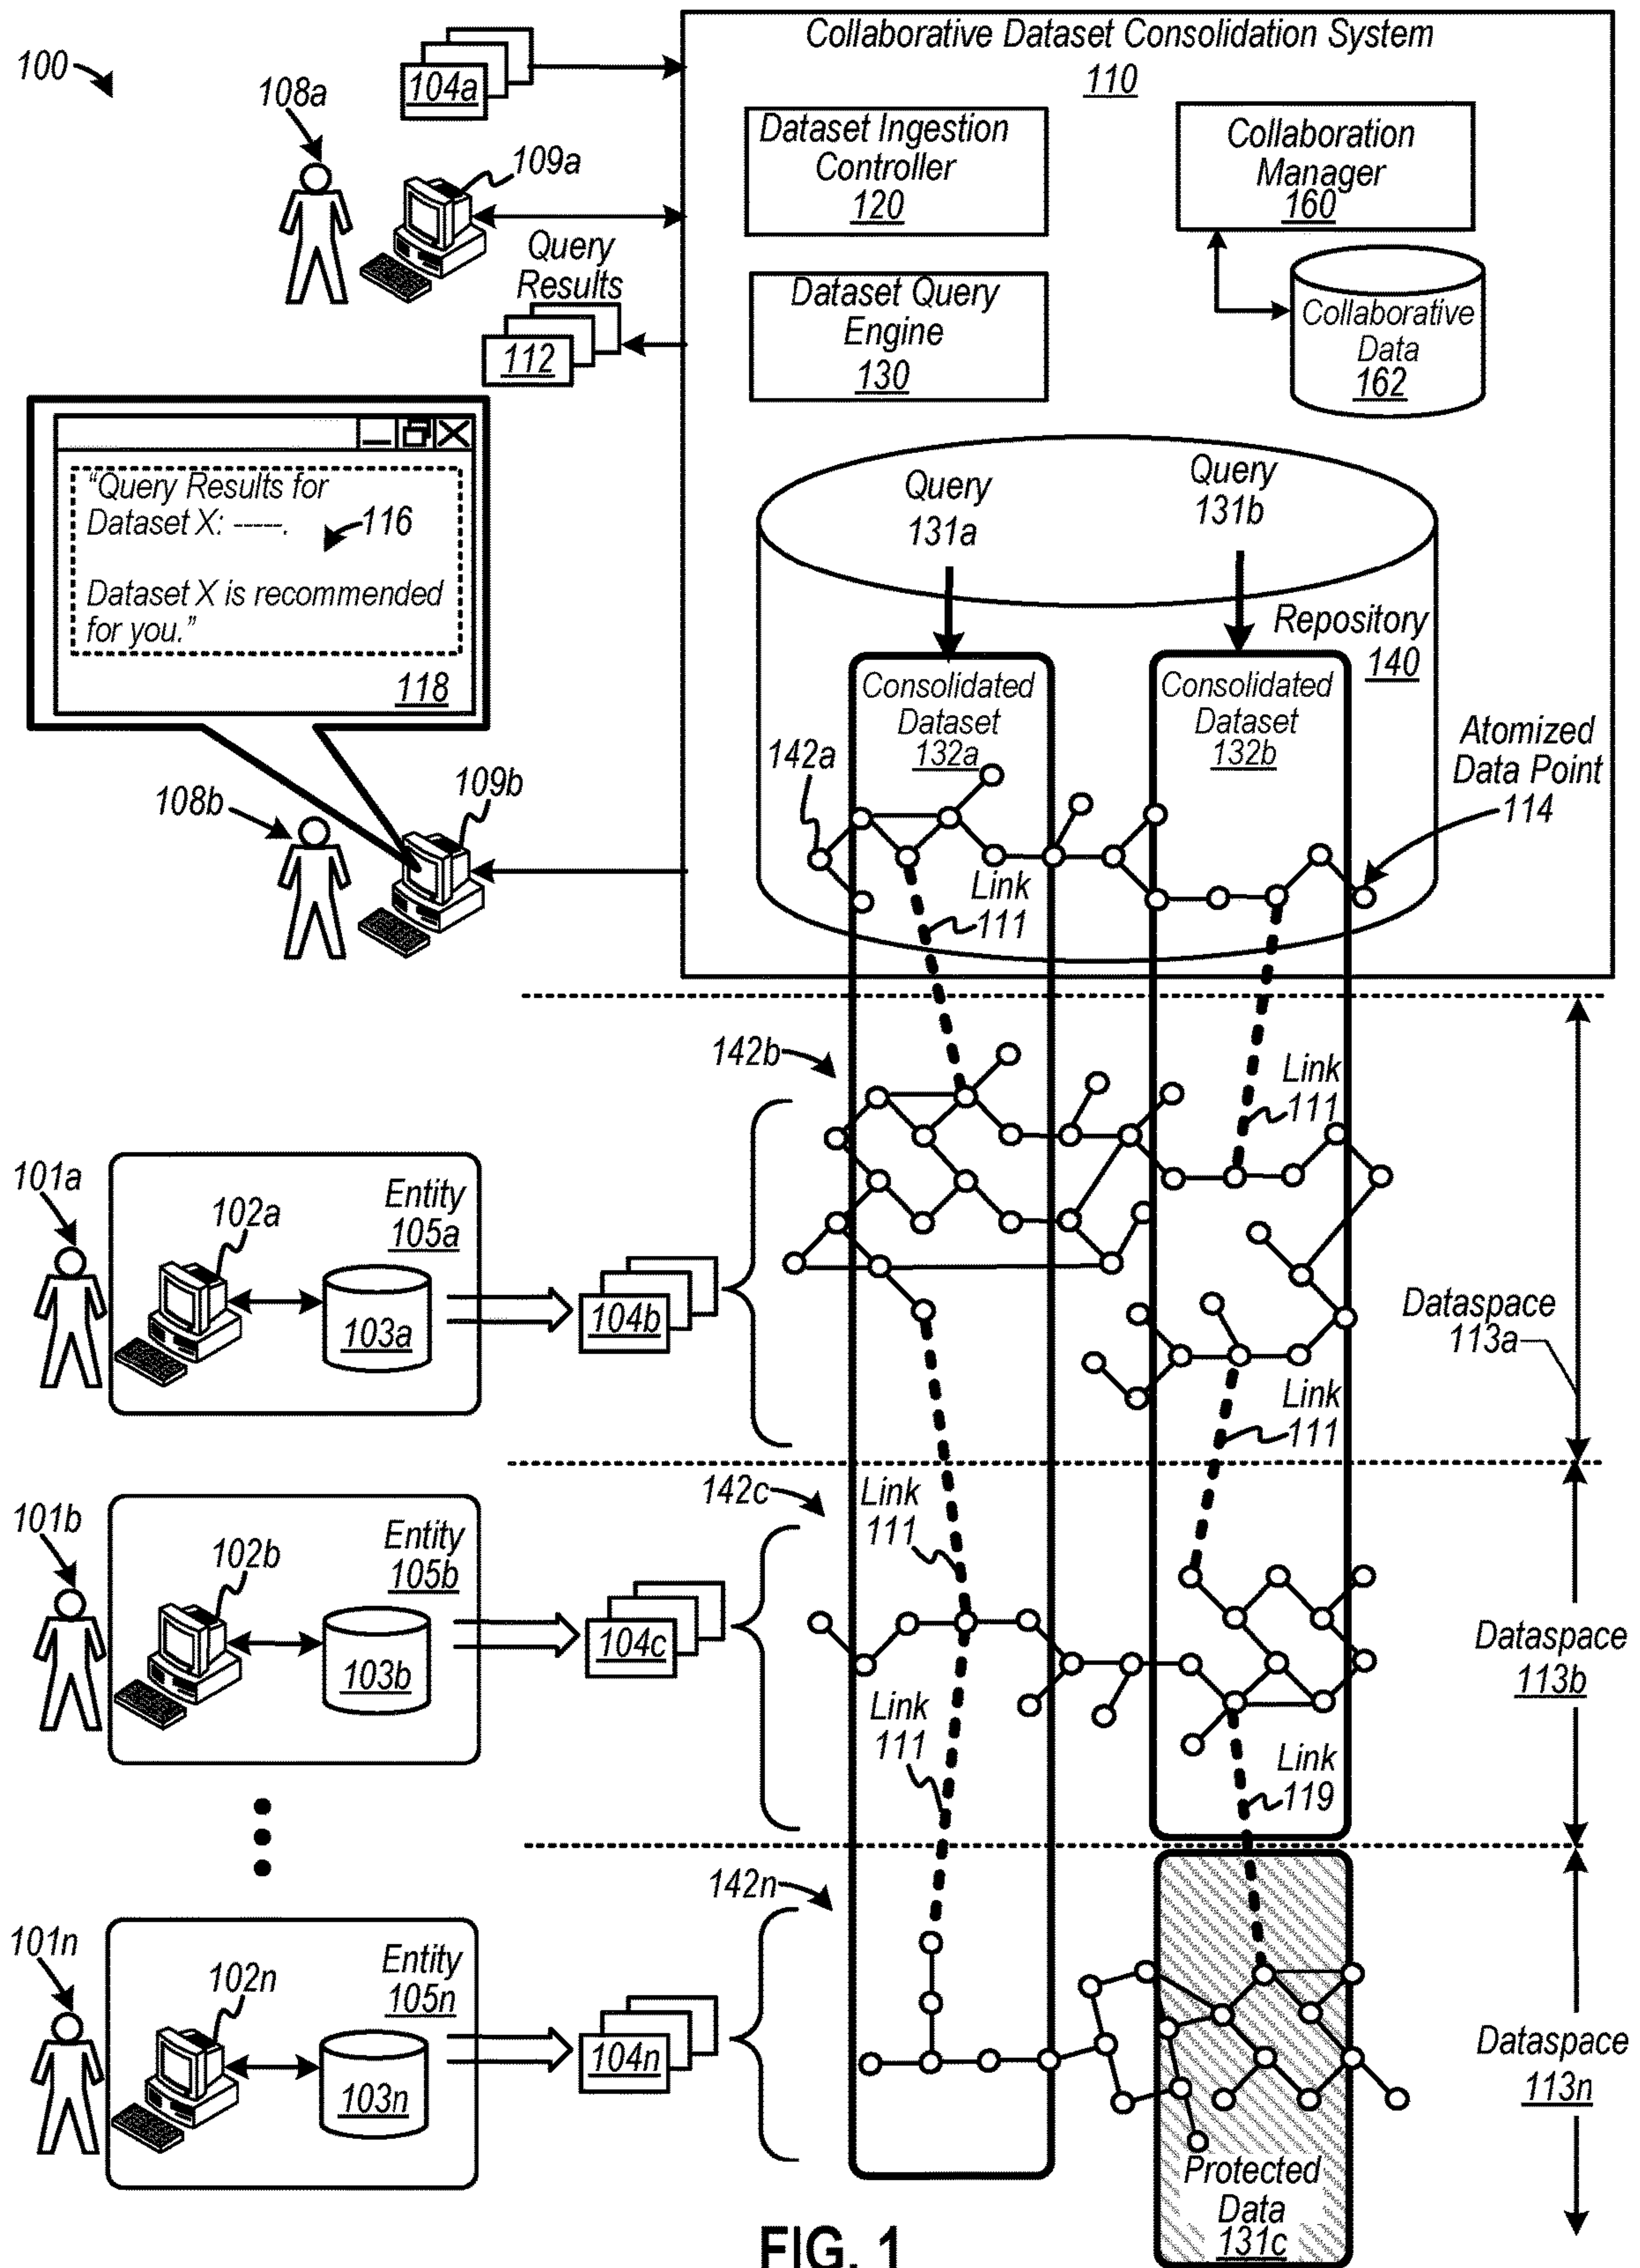 100
108a
104a
109a
Query
Results
112
Collaborative Dataset Consolidation System
110
Dataset Ingestion
Controller
120
Collaboration
Manager
160
Dataset Query
Engine
130
Collaborative
Data
162
“Query Results for
Dataset X: -----.
116
Dataset X is recommended
for you.”
118
108b
109b
Query
131a
Query
131b
Repository
140
Consolidated
Dataset
132a
Consolidated
Dataset
132b
142a
Atomized
Data Point
114
Link
111
142b
Link
111
101a
102a
Entity
105a
103a
104b
Dataspace
113a
Link
111
142c
Link
111
101b
102b
Entity
105b
103b
104c
Dataspace
113b
Link
111
Link
119
142n
101n
102n
Entity
105n
103n
104n
Dataspace
113n
Protected
Data
131c
FIG. 1